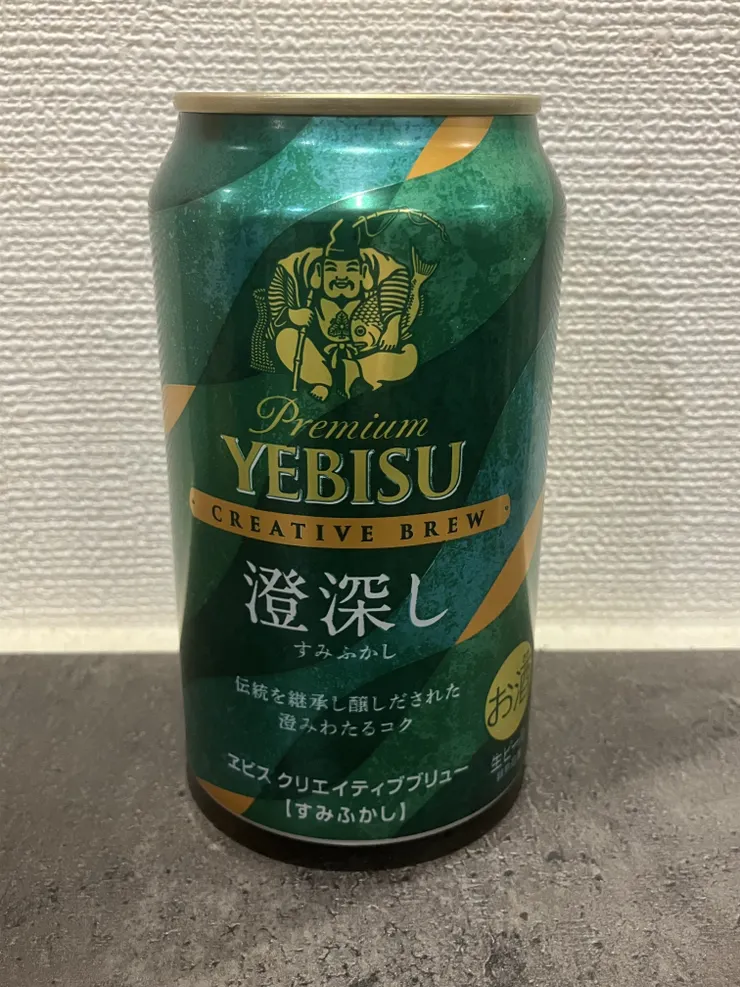 Premium
YEBISU
CREATIVE BREW
澄深し
すみふかし
伝統を継承し醸しだされた
澄みわたるコク
お酒
生ビー
ヱビス クリエイティブブリュー
【すみふかし】